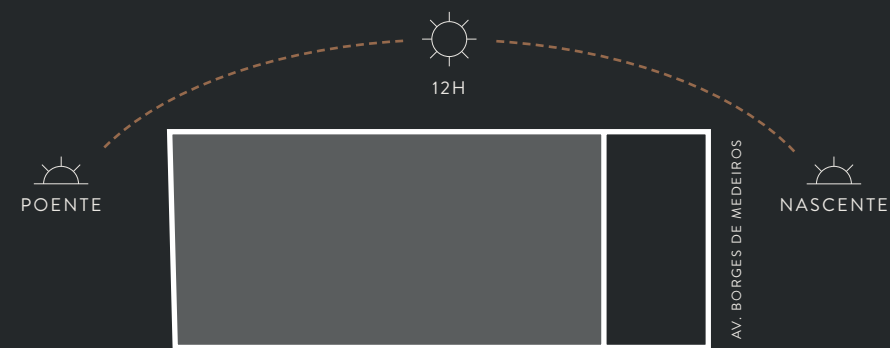 12H
POENTE
AV. BORGES DE MEDEIROS
NASCENTE